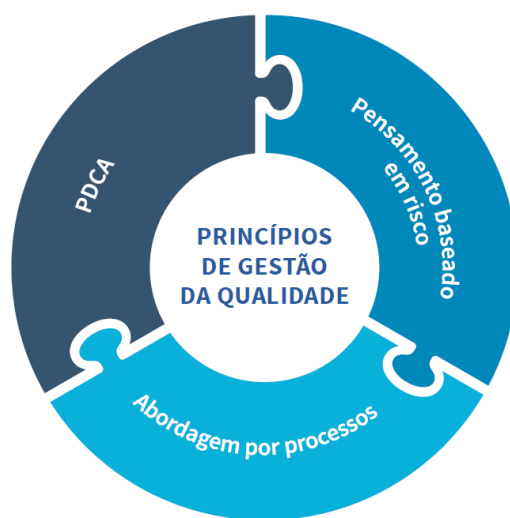 PDCA
Pensamento baseado
em risco
PRINCÍPIOS
DE GESTÃO
DA QUALIDADE
Abordagem por processos